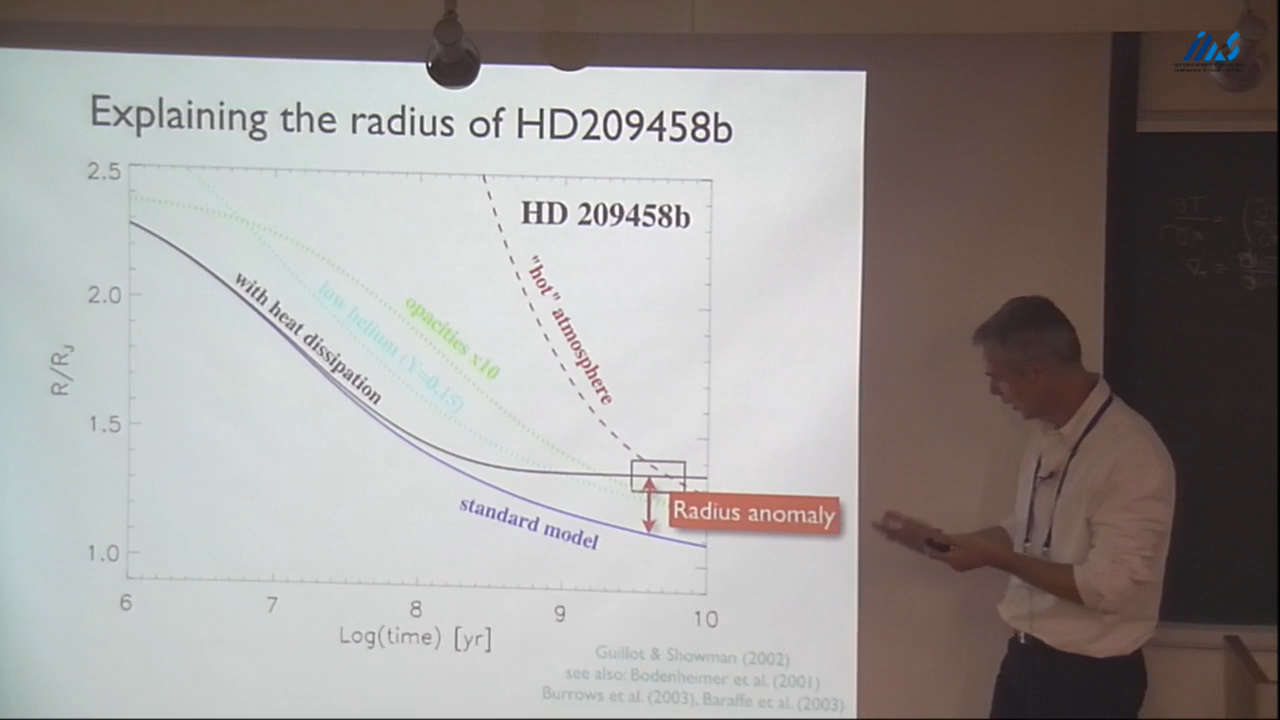 Explaining the radius of HD209458b
2.5
HD 209458b
2.0
"hot" atmosphere
with heat dissipation
low helium (Y=0.15)
opacities x10
R/RJ
1.5
Radius anomaly
standard model
1.0
6
7
8
9
10
Log(time) [yr]
Guillot & Showman (2002)
see also: Bodenheimer et al. (2001)
Burrows et al. (2003), Baraffe et al. (2003)